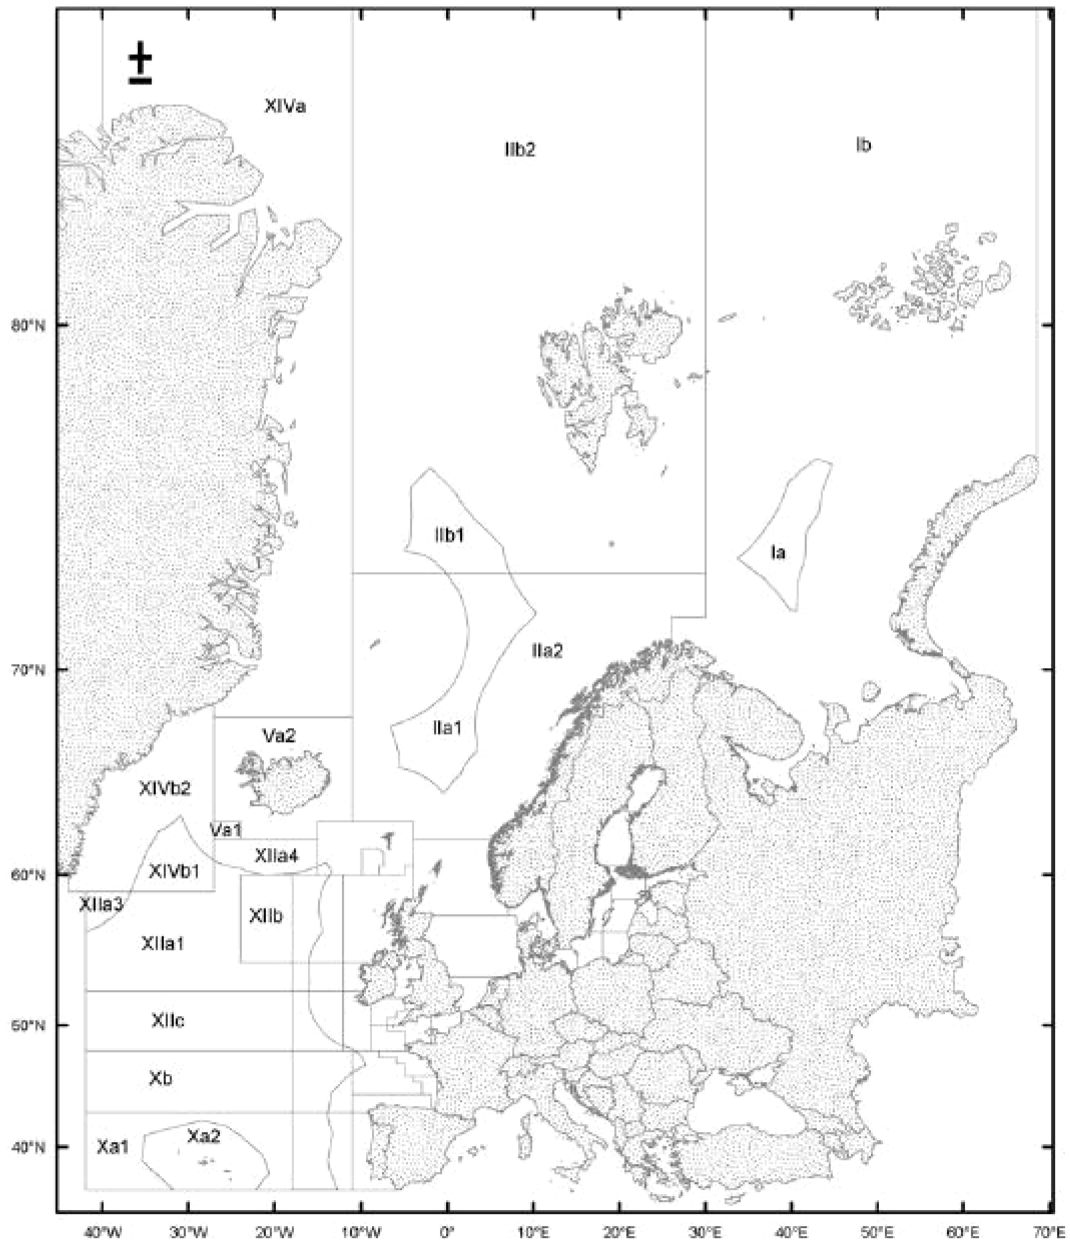 ±
XIVa
IIb2
Ib
80°N
IIb1
Ia
IIa2
70°N
IIa1
Va2
XIVb2
Va1
XIIa4
XIVb1
60°N
XIIa3
XIIb
XIIa1
XIIc
50°N
Xb
Xa2
Xa1
40°N
40°W 30°W 20°W 10°W 0° 10°E 20°E 30°E 40°E 50°E 60°E 70°E